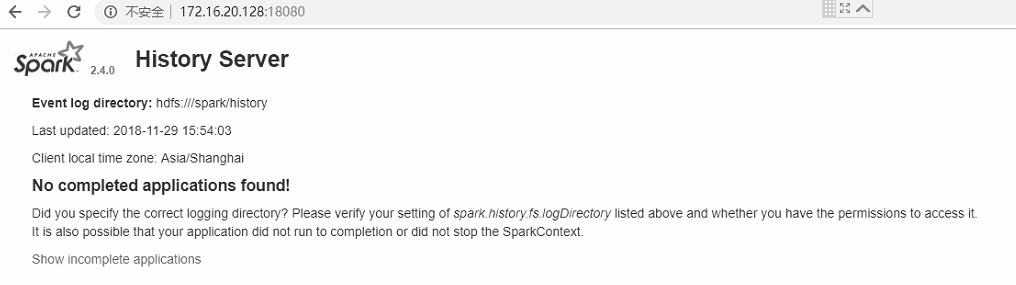 不安全 | 172.16.20.128:18080
APACHE
Spark 2.4.0 History Server
Event log directory: hdfs:///spark/history
Last updated: 2018-11-29 15:54:03
Client local time zone: Asia/Shanghai
No completed applications found!
Did you specify the correct logging directory? Please verify your setting of spark.history.fs.logDirectory listed above and whether you have the permissions to access it.
It is also possible that your application did not run to completion or did not stop the SparkContext.
Show incomplete applications